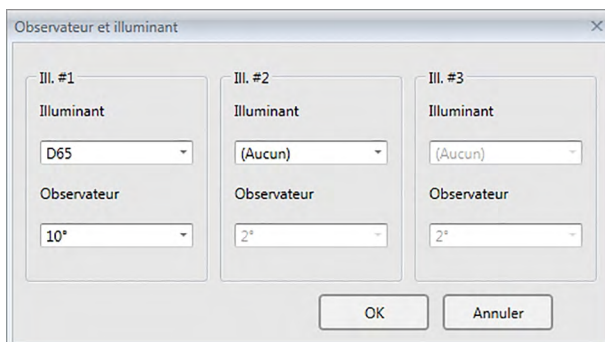 Observateur et illuminant
Ill. #1
Ill. #2
Ill. #3
Illuminant
Illuminant
Illuminant
D65
(Aucun)
(Aucun)
Observateur
Observateur
Observateur
10°
2°
2°
OK
Annuler